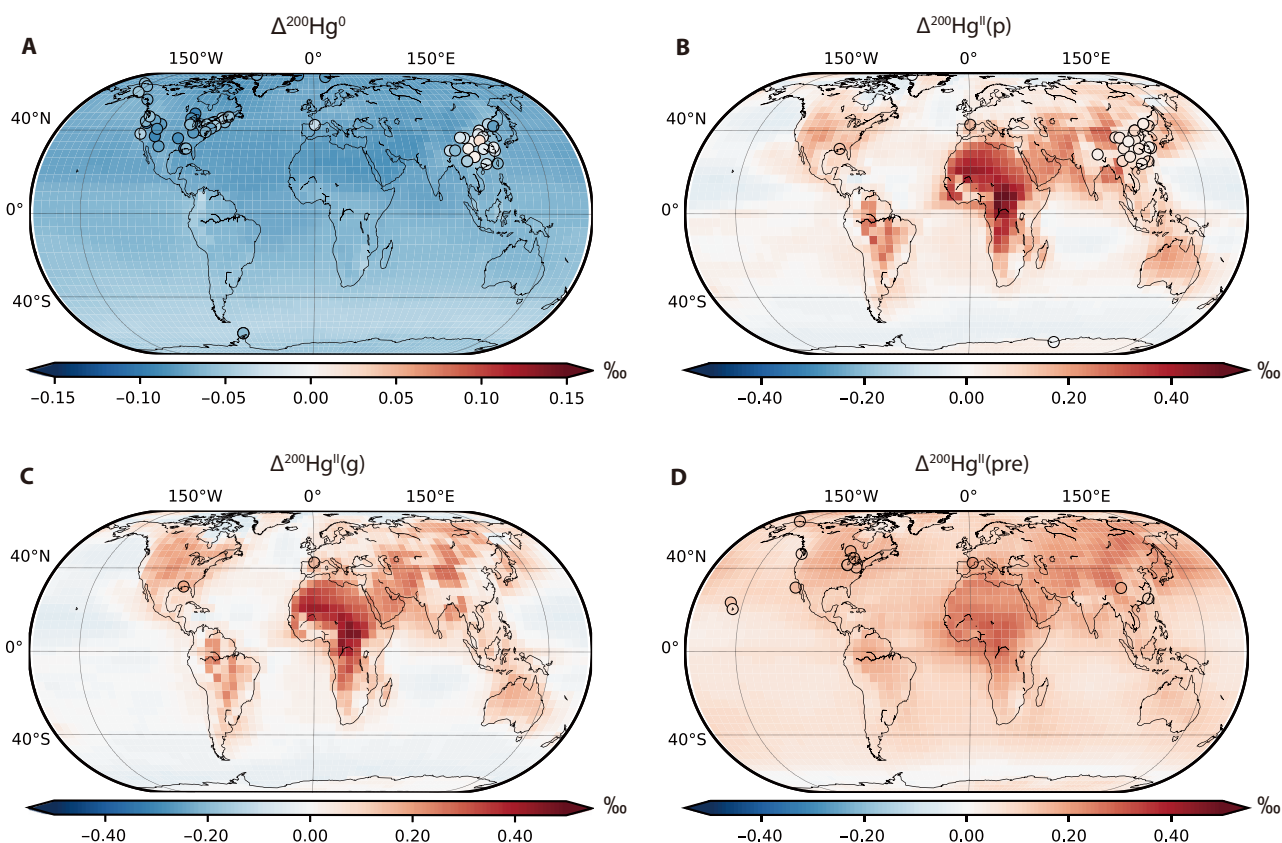 A
Δ²⁰⁰Hg⁰
150°W 0° 150°E
40°N
0°
40°S
−0.15 −0.10 −0.05 0.00 0.05 0.10 0.15 ‰
B
Δ²⁰⁰Hgᴵᴵ(p)
150°W 0° 150°E
40°N
0°
40°S
−0.40 −0.20 0.00 0.20 0.40 ‰
C
Δ²⁰⁰Hgᴵᴵ(g)
150°W 0° 150°E
40°N
0°
40°S
−0.40 −0.20 0.00 0.20 0.40 ‰
D
Δ²⁰⁰Hgᴵᴵ(pre)
150°W 0° 150°E
40°N
0°
40°S
−0.40 −0.20 0.00 0.20 0.40 ‰